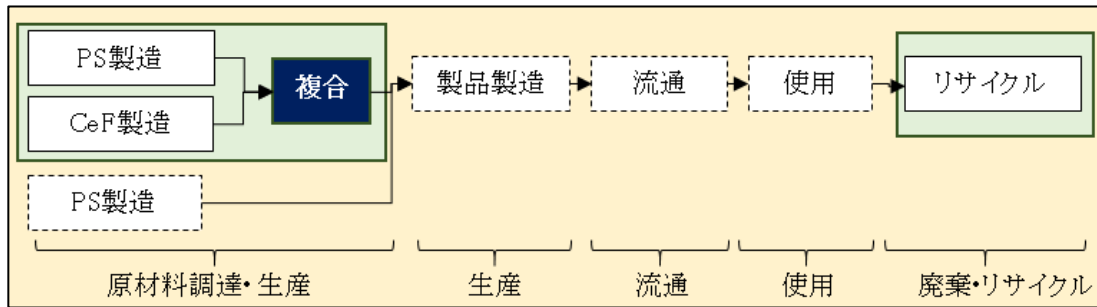 PS製造
CeF製造
複合
製品製造
流通
使用
リサイクル
PS製造
原材料調達・生産
生産
流通
使用
廃棄・リサイクル